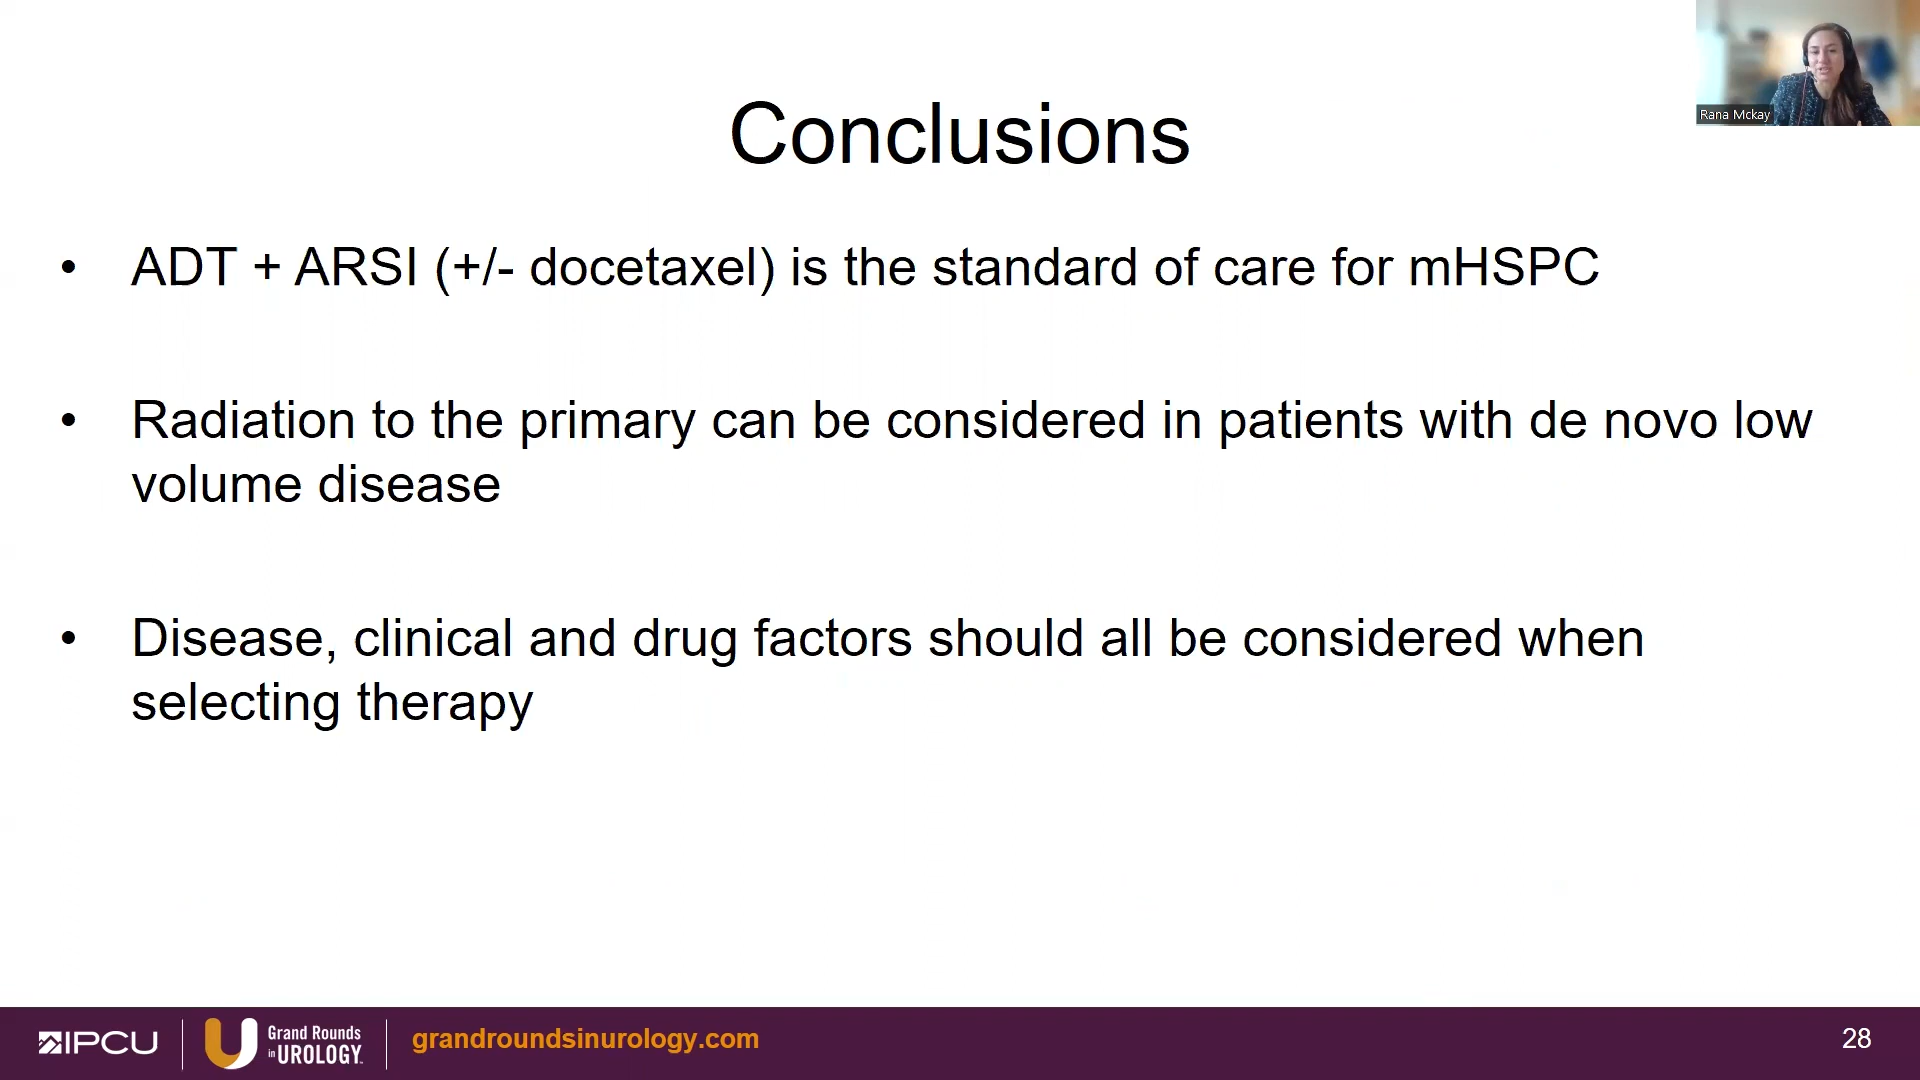 Rana Mckay
Conclusions
• ADT + ARSI (+/- docetaxel) is the standard of care for mHSPC
• Radiation to the primary can be considered in patients with de novo low
volume disease
• Disease, clinical and drug factors should all be considered when
selecting therapy
IPCU
Grand Rounds
in UROLOGY
grandroundsinurology.com
28